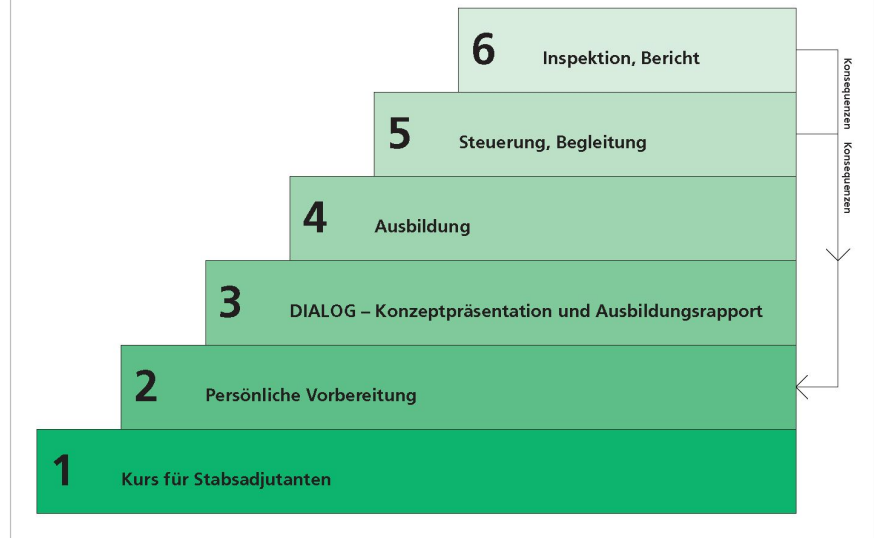 6 Inspektion, Bericht
5 Steuerung, Begleitung
4 Ausbildung
3 DIALOG – Konzeptpräsentation und Ausbildungsrapport
2 Persönliche Vorbereitung
1 Kurs für Stabsadjutanten
Konsequenzen
Konsequenzen